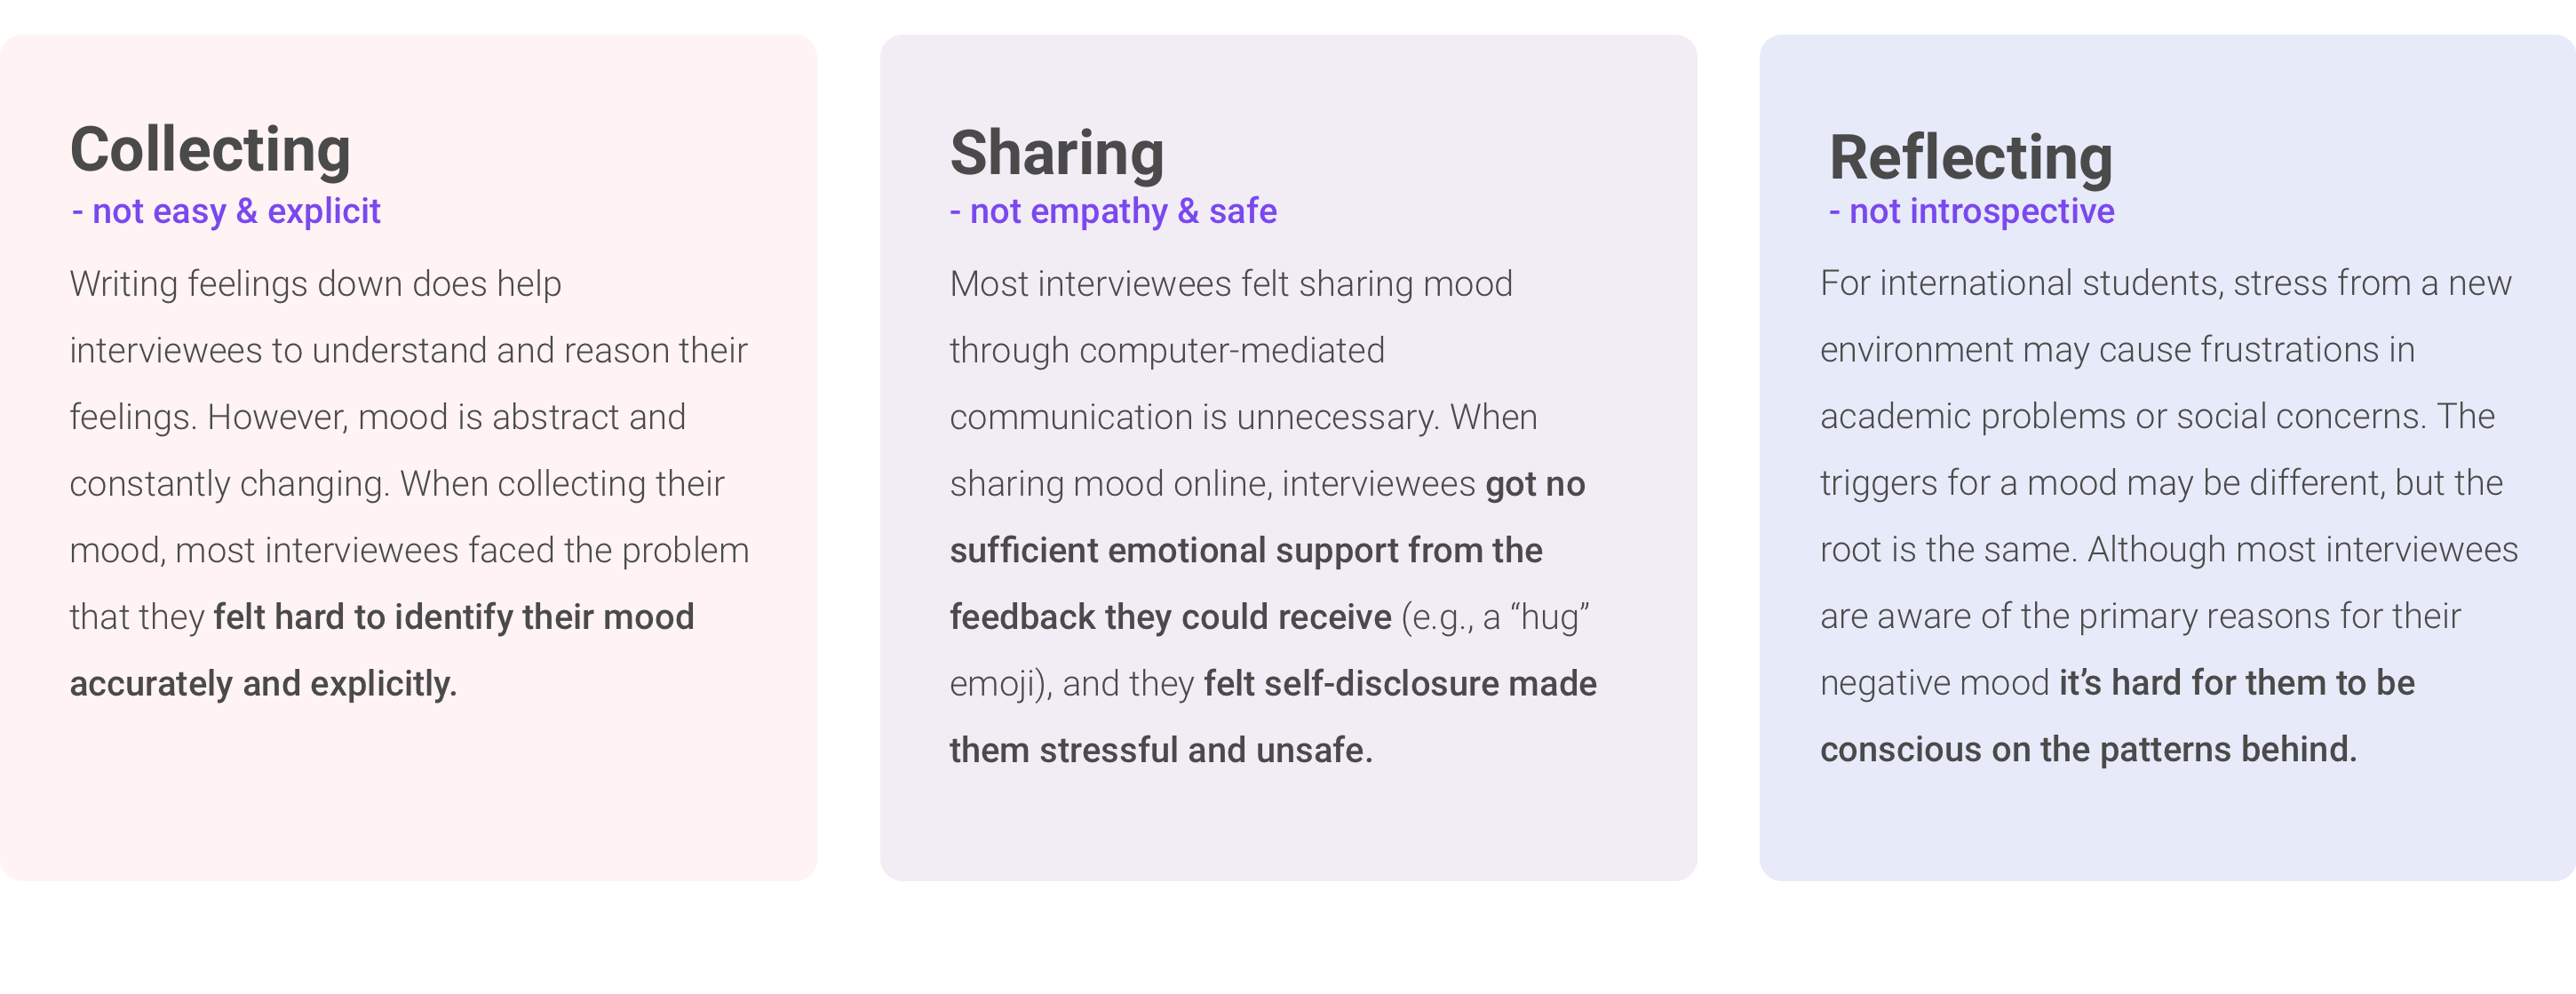 Collecting
- not easy & explicit
Writing feelings down does help
interviewees to understand and reason their
feelings. However, mood is abstract and
constantly changing. When collecting their
mood, most interviewees faced the problem
that they felt hard to identify their mood
accurately and explicitly.
Sharing
- not empathy & safe
Most interviewees felt sharing mood
through computer-mediated
communication is unnecessary. When
sharing mood online, interviewees got no
sufficient emotional support from the
feedback they could receive (e.g., a “hug”
emoji), and they felt self-disclosure made
them stressful and unsafe.
Reflecting
- not introspective
For international students, stress from a new
environment may cause frustrations in
academic problems or social concerns. The
triggers for a mood may be different, but the
root is the same. Although most interviewees
are aware of the primary reasons for their
negative mood it’s hard for them to be
conscious on the patterns behind.